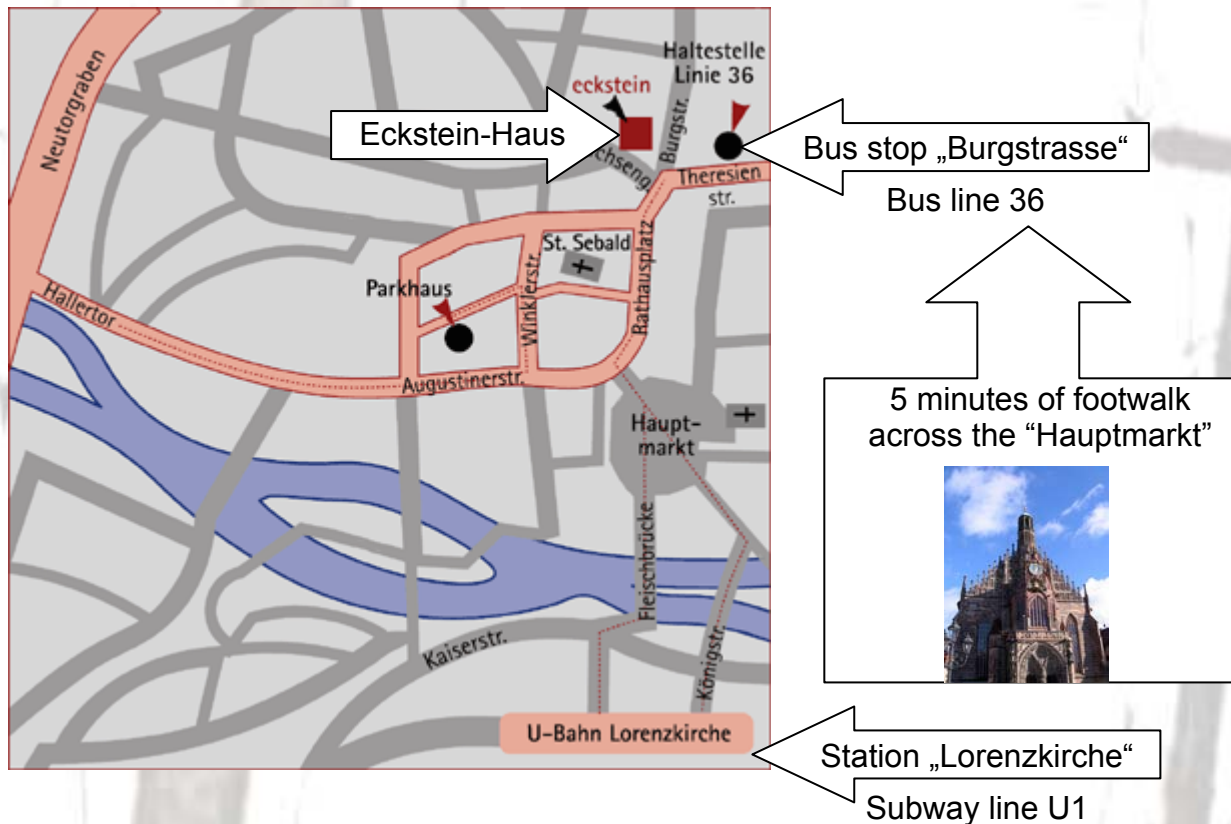 Neutorgraben
Haltestelle
Linie 36
eckstein
Burgstr.
Eckstein-Haus
chseng.
Bus stop „Burgstrasse“
Theresien
str.
Bus line 36
St. Sebald
Rathausplatz
Parkhaus
Winklerstr.
Hallertor
Augustinerstr.
5 minutes of footwalk
across the “Hauptmarkt”
Haupt-
markt
Fleischbrücke
Kaiserstr.
Königstr.
U-Bahn Lorenzkirche
Station „Lorenzkirche“
Subway line U1